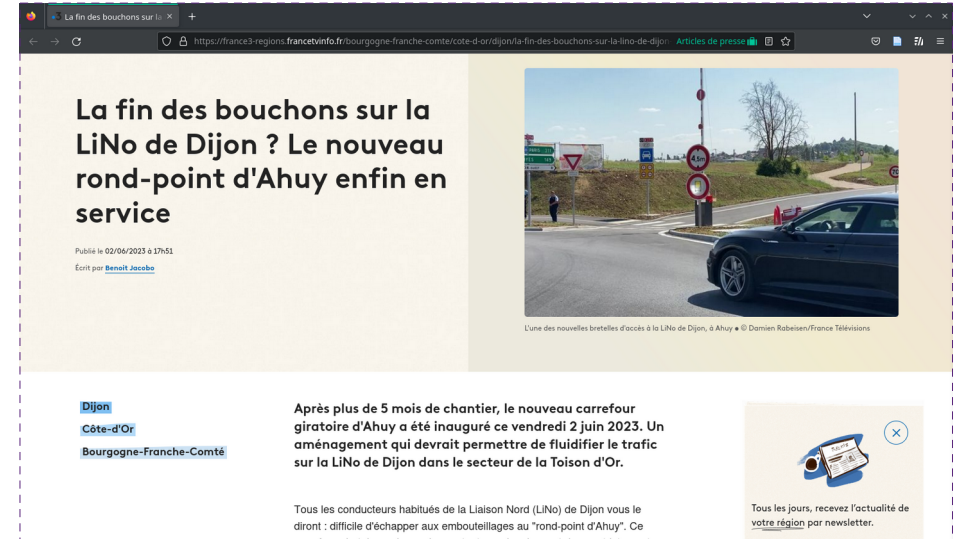 La fin des bouchons sur la
https://france3-regions.francetvinfo.fr/bourgogne-franche-comte/cote-d-or/dijon/la-fin-des-bouchons-sur-la-lino-de-dijon- Articles de presse
La fin des bouchons sur la
LiNo de Dijon ? Le nouveau
rond-point d'Ahuy enfin en
service
Publié le 02/06/2023 à 17h51
Écrit par Benoit Jacobo
4,5m
70
L'une des nouvelles bretelles d'accès à la LiNo de Dijon, à Ahuy • © Damien Rabeisen/France Télévisions
Dijon
Côte-d'Or
Bourgogne-Franche-Comté
Après plus de 5 mois de chantier, le nouveau carrefour
giratoire d'Ahuy a été inauguré ce vendredi 2 juin 2023. Un
aménagement qui devrait permettre de fluidifier le trafic
sur la LiNo de Dijon dans le secteur de la Toison d'Or.
Tous les conducteurs habitués de la Liaison Nord (LiNo) de Dijon vous le
diront : difficile d'échapper aux embouteillages au "rond-point d'Ahuy". Ce
Tous les jours, recevez l'actualité de
votre région par newsletter.